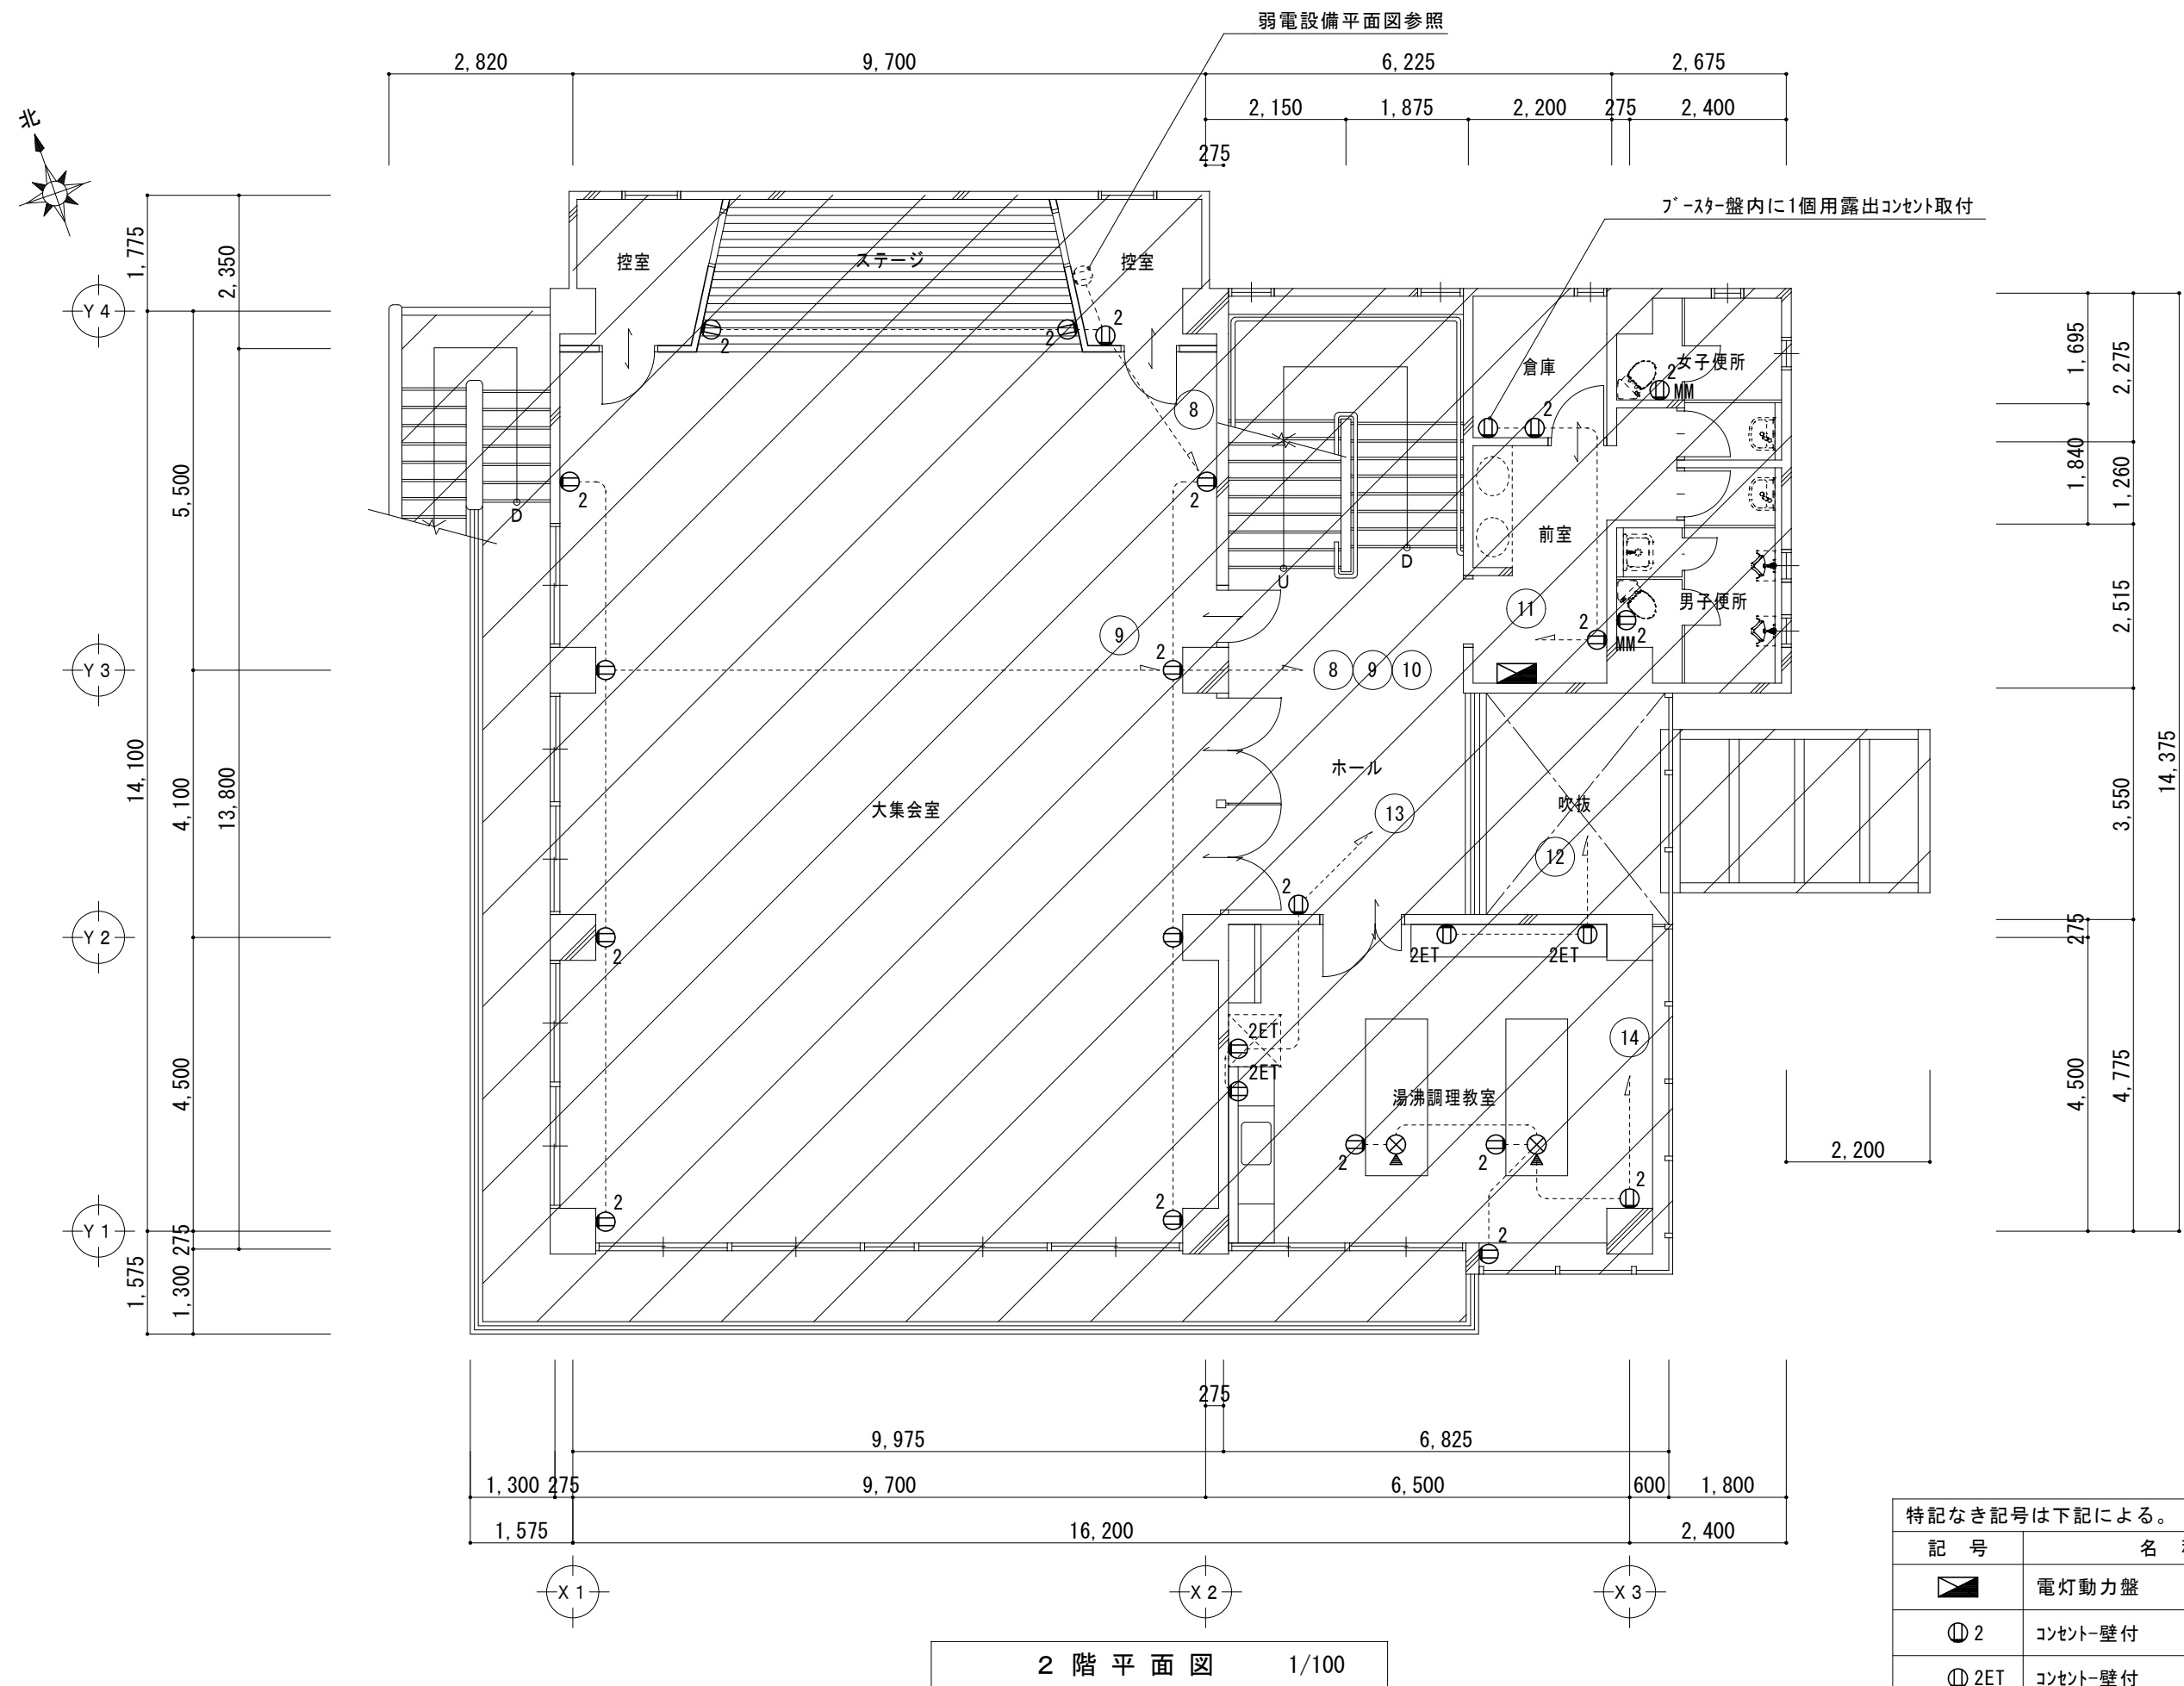 弱電設備平面図参照
2,820 9,700 6,225 2,675
2,150 1,875 2,200 275 2,400
275
北
ブースター盤内に1個用露出コンセント取付
1,775
2,350
控室 ステージ 控室
Y4
2 2 2
倉庫 女子便所
2 2 MM
1,695
2,275
8
5,500
D
2 2
1,840
1,260
前室
U D
11
男子便所
2,515
9
2 MM 2
Y3
2
8 9 10
14,100
4,100
13,800
ホール
大集会室
13
吹抜
12
3,550
14,375
2
Y2
2
2ET 2ET
275
2ET
14
4,500
2ET
湯沸調理教室
4,500
4,775
2,200
2 2 2
Y1
2 2 2
275
1,575
1,300
275
9,975 6,825
1,300 275 9,700 6,500 600 1,800
1,575 16,200 2,400
X1 X2 X3
特記なき記号は下記による。
記 号 名
電灯動力盤
2 コンセント−壁付
2ET コンセント−壁付
2階平面図 1/100